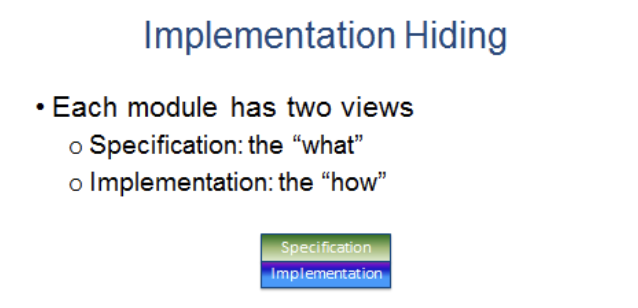 Implementation Hiding
• Each module has two views
o Specification: the “what”
o Implementation: the “how”
Specification
Implementation